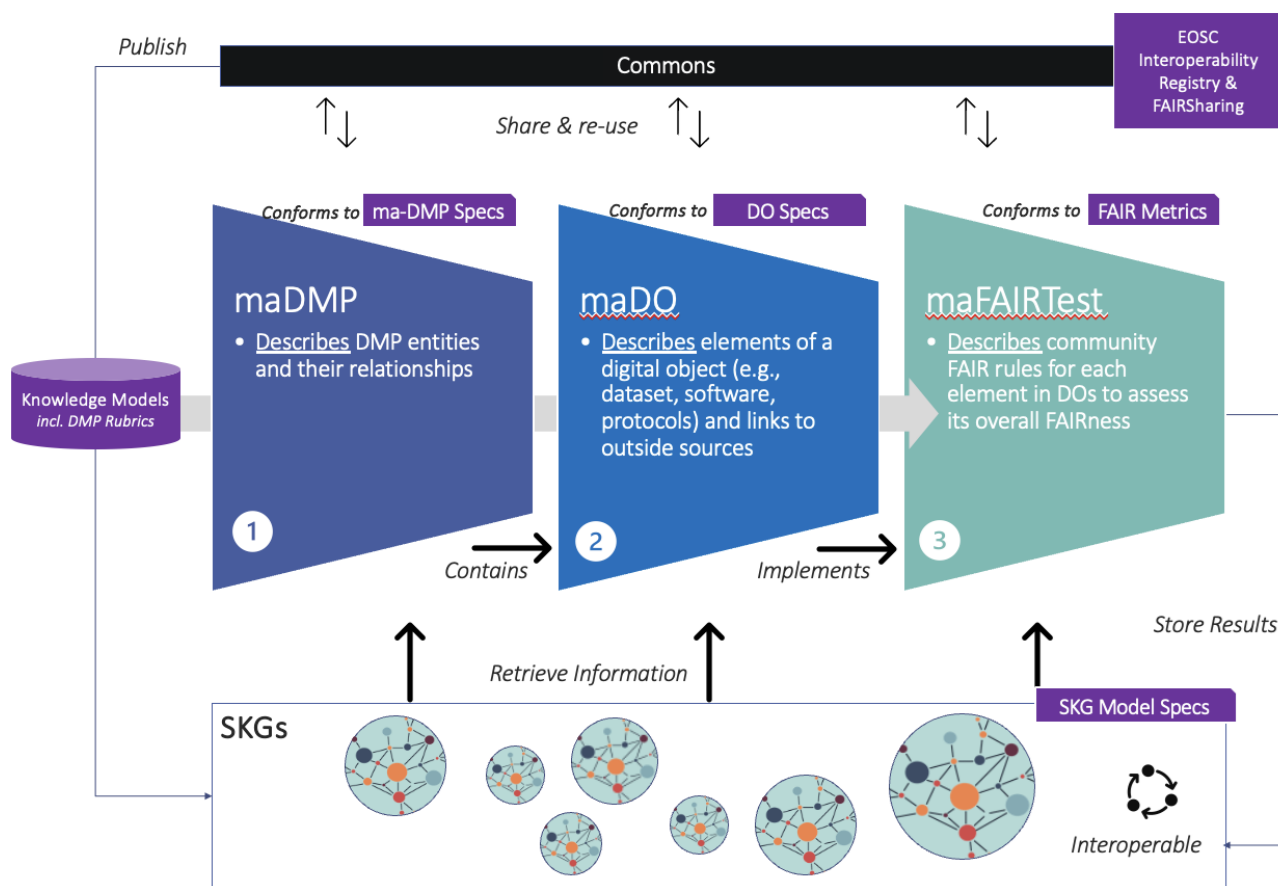 Publish
Commons
EOSC
Interoperability
Registry &
FAIRSharing
Share & re-use
Conforms to
ma-DMP Specs
Conforms to
DO Specs
Conforms to
FAIR Metrics
maDMP
• Describes DMP entities
and their relationships
1
maDO
• Describes elements of a
digital object (e.g.,
dataset, software,
protocols) and links to
outside sources
2
maFAIRTest
• Describes community
FAIR rules for each
element in DOs to assess
its overall FAIRness
3
Knowledge Models
incl. DMP Rubrics
Contains
Implements
Retrieve Information
Store Results
SKGs
SKG Model Specs
Interoperable